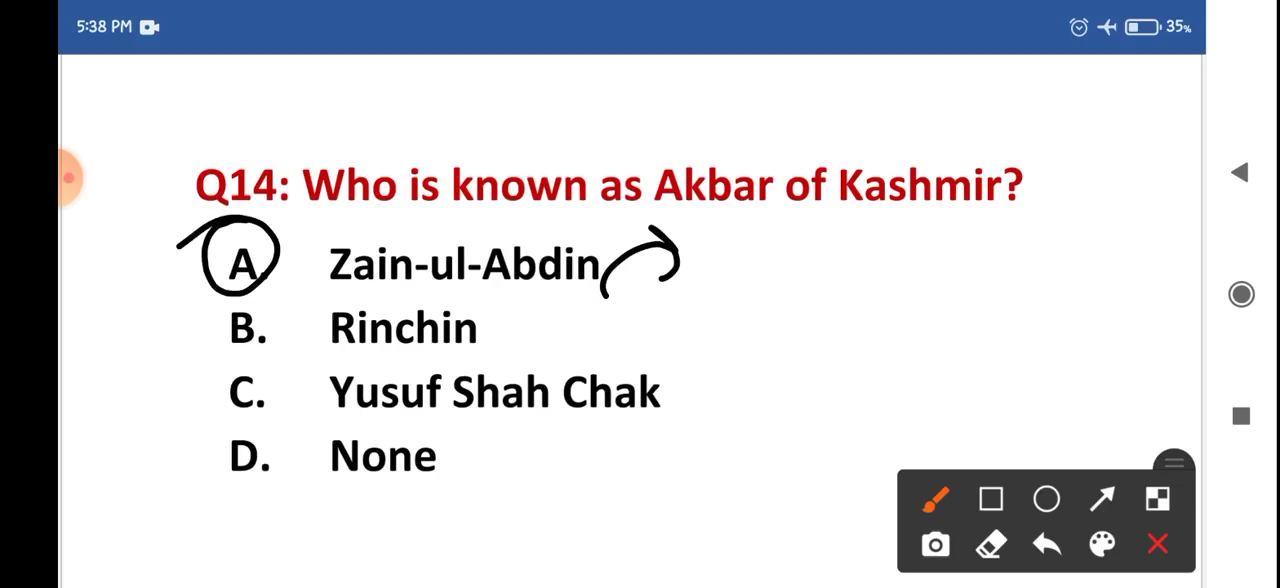 5:38 PM
35%
Q14: Who is known as Akbar of Kashmir?
A. Zain-ul-Abdin
B. Rinchin
C. Yusuf Shah Chak
D. None